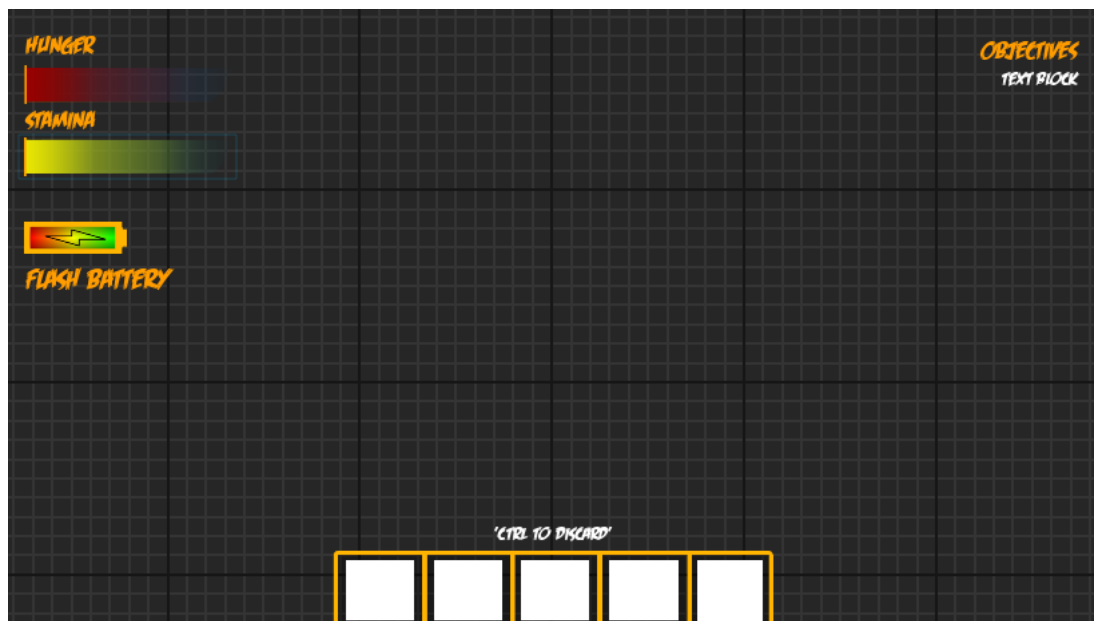 HUNGER
STAMINA
FLASH BATTERY
OBJECTIVES
TEXT BLOCK
'CTRL TO DISCARD'